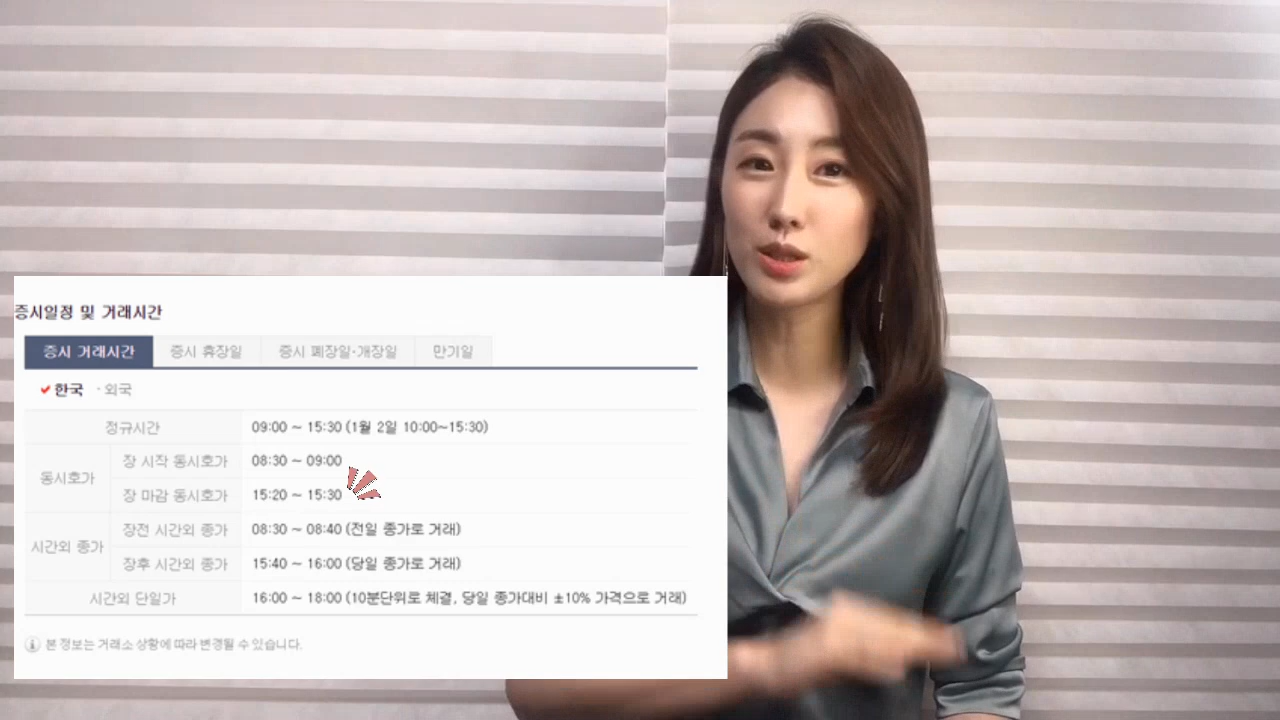 증시일정 및 거래시간
증시 거래시간 증시 휴장일 증시 폐장일·개장일 만기일
한국 · 외국
정규시간 09:00 ~ 15:30 (1월 2일 10:00~15:30)
동시호가 장 시작 동시호가 08:30 ~ 09:00
장 마감 동시호가 15:20 ~ 15:30
시간외 종가 장전 시간외 종가 08:30 ~ 08:40 (전일 종가로 거래)
장후 시간외 종가 15:40 ~ 16:00 (당일 종가로 거래)
시간외 단일가 16:00 ~ 18:00 (10분단위로 체결, 당일 종가대비 ±10% 가격으로 거래)
본 정보는 거래소 상황에 따라 변경될 수 있습니다.